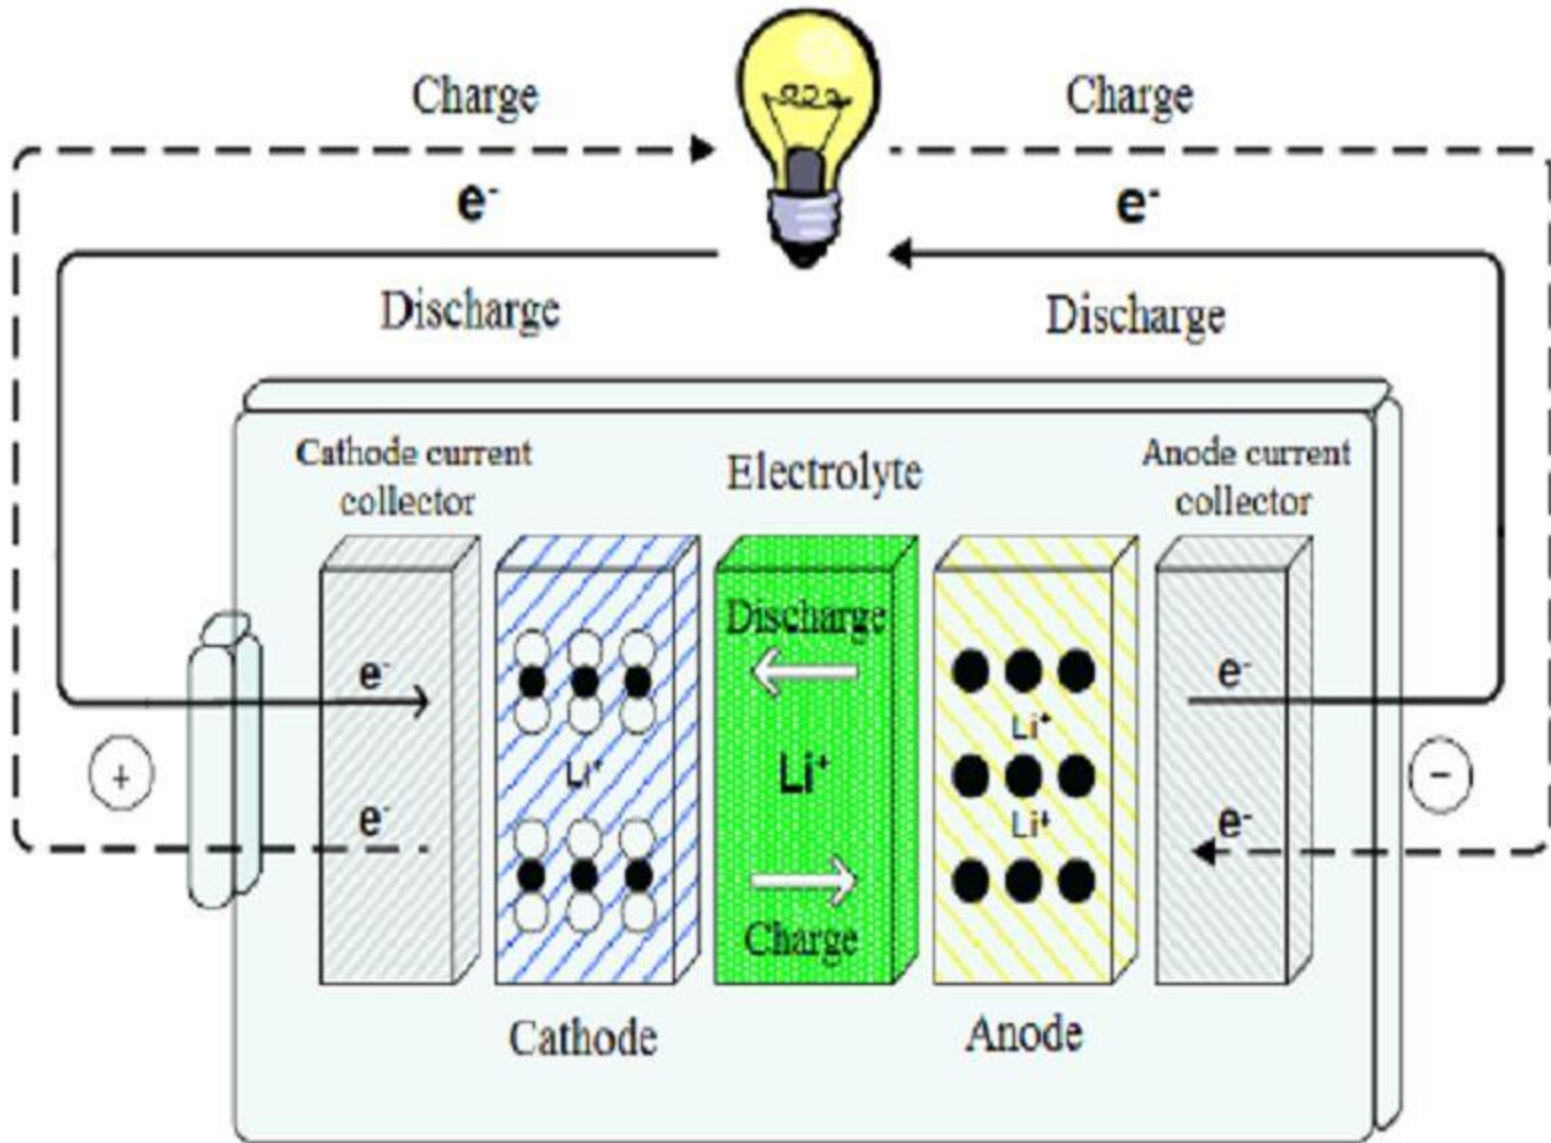 Charge
Charge
e⁻
e⁻
Discharge
Discharge
Cathode current
collector
Electrolyte
Anode current
collector
Discharge
e⁻
e⁻
Li⁺
Li⁺
Li⁺
+
−
Li⁺
e⁻
e⁻
Charge
Cathode
Anode